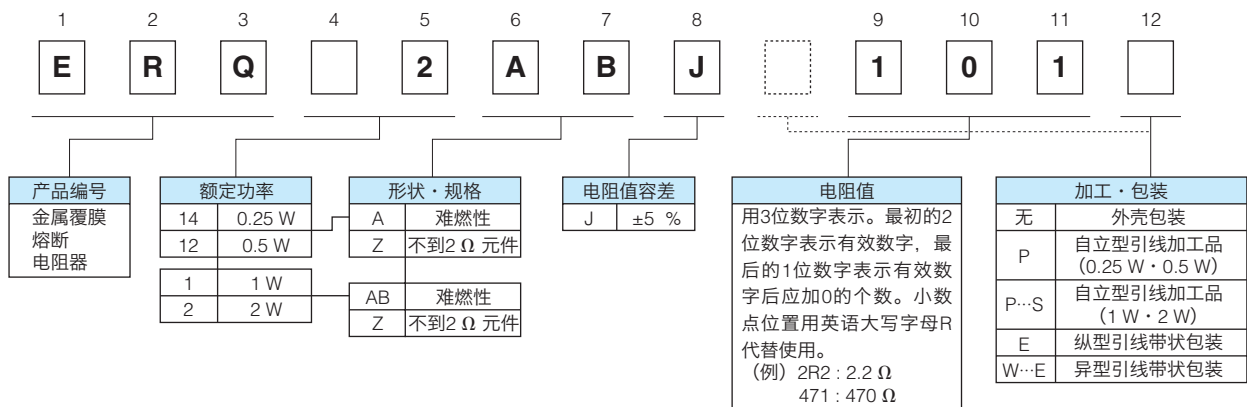 1 2 3 4 5 6 7 8 9 10 11 12
E R Q 2 A B J 1 0 1
产品编号
金属覆膜
熔断
电阻器
额定功率
14 0.25 W
12 0.5 W
1 1 W
2 2 W
形状・规格
A 难燃性
Z 不到2 Ω 元件
AB 难燃性
Z 不到2 Ω 元件
电阻值容差
J ±5 %
电阻值
用3位数字表示。最初的2
位数字表示有效数字，最
后的1位数字表示有效数
字后应加0的个数。小数
点位置用英语大写字母R
代替使用。
（例）2R2 : 2.2 Ω
471 : 470 Ω
加工・包装
无 外壳包装
P 自立型引线加工品
（0.25 W・0.5 W）
P···S 自立型引线加工品
（1 W・2 W）
E 纵型引线带状包装
W···E 异型引线带状包装